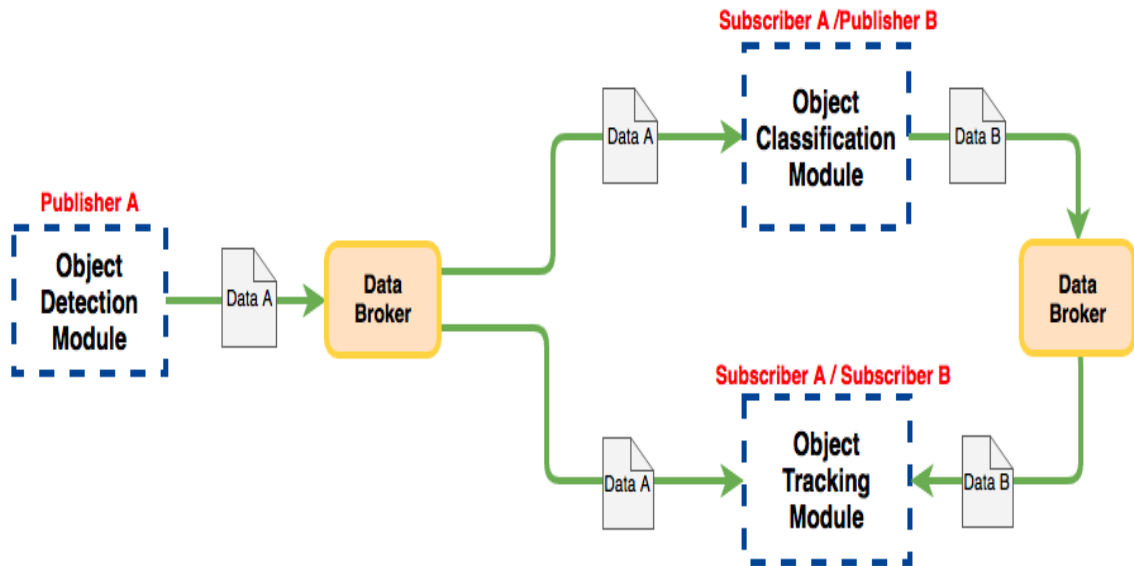 Subscriber A /Publisher B
Object
Classification
Module
Data A
Data B
Publisher A
Object
Detection
Module
Data A
Data
Broker
Data
Broker
Subscriber A / Subscriber B
Object
Tracking
Module
Data A
Data B